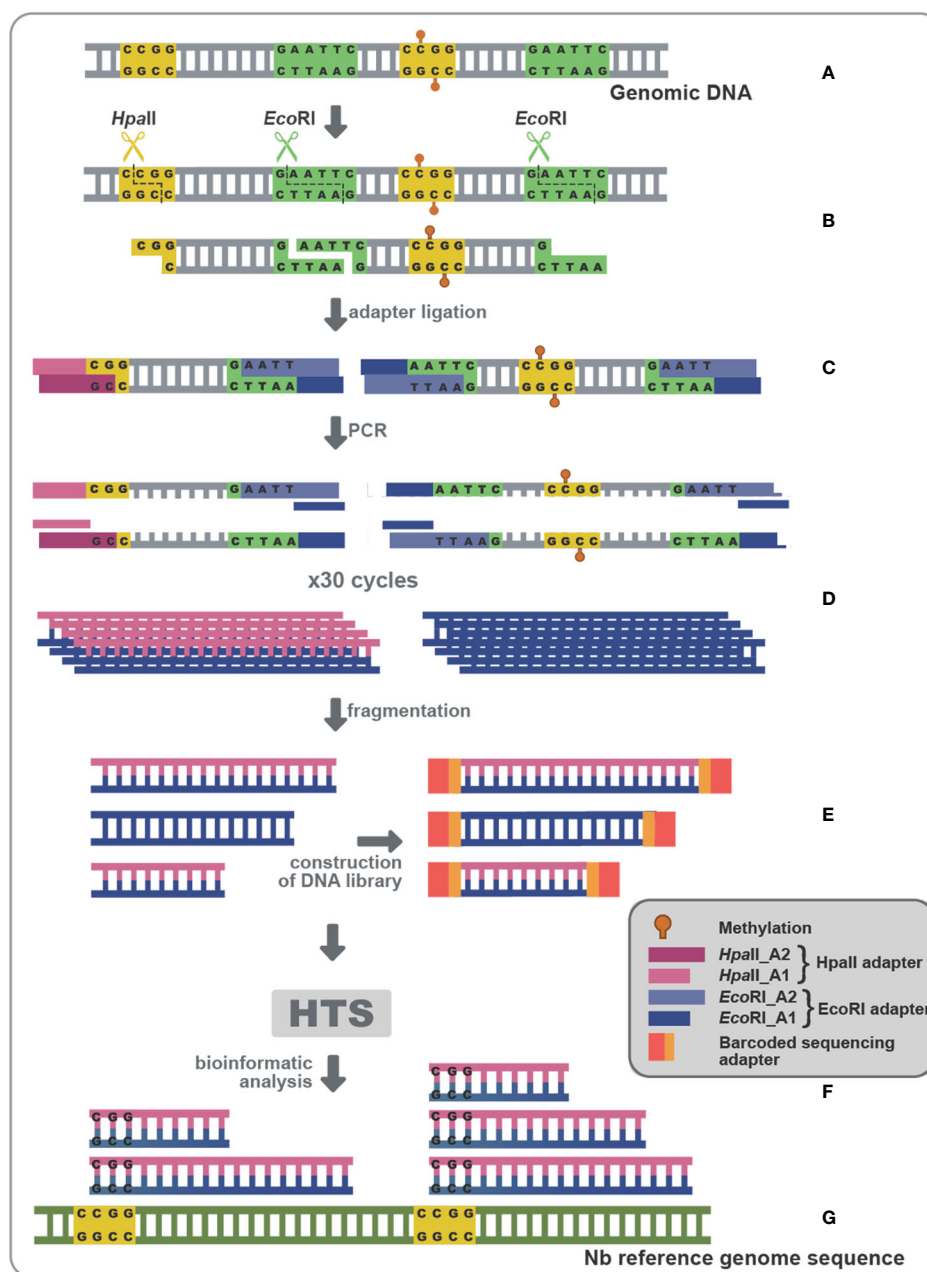 C C G G G A A T T C C C G G G A A T T C
G G C C C T T A A G G G C C C T T A A G
A
Genomic DNA
HpaII EcoRI EcoRI
C C G G G A A T T C C C G G G A A T T C
G G C C C T T A A G G G C C C T T A A G
B
C G G G A A T T C C C G G G
C C T T A A G G G C C C T T A A
adapter ligation
C G G G A A T T A A T T C C C G G G A A T T
G C C C T T A A T T A A G G G C C C T T A A
C
PCR
C G G G A A T T A A T T C C C G G G A A T T
G C C C T T A A T T A A G G G C C C T T A A
x30 cycles
D
fragmentation
E
construction
of DNA library
Methylation
HpaII_A2
HpaII_A1
HpaII adapter
EcoRI_A2
EcoRI_A1
EcoRI adapter
Barcoded sequencing
adapter
HTS
bioinformatic
analysis
C G G
G C C
F
C G G C G G
G C C G C C
C G G C G G
G C C G C C
C C G G C C G G
G G C C G G C C
G
Nb reference genome sequence